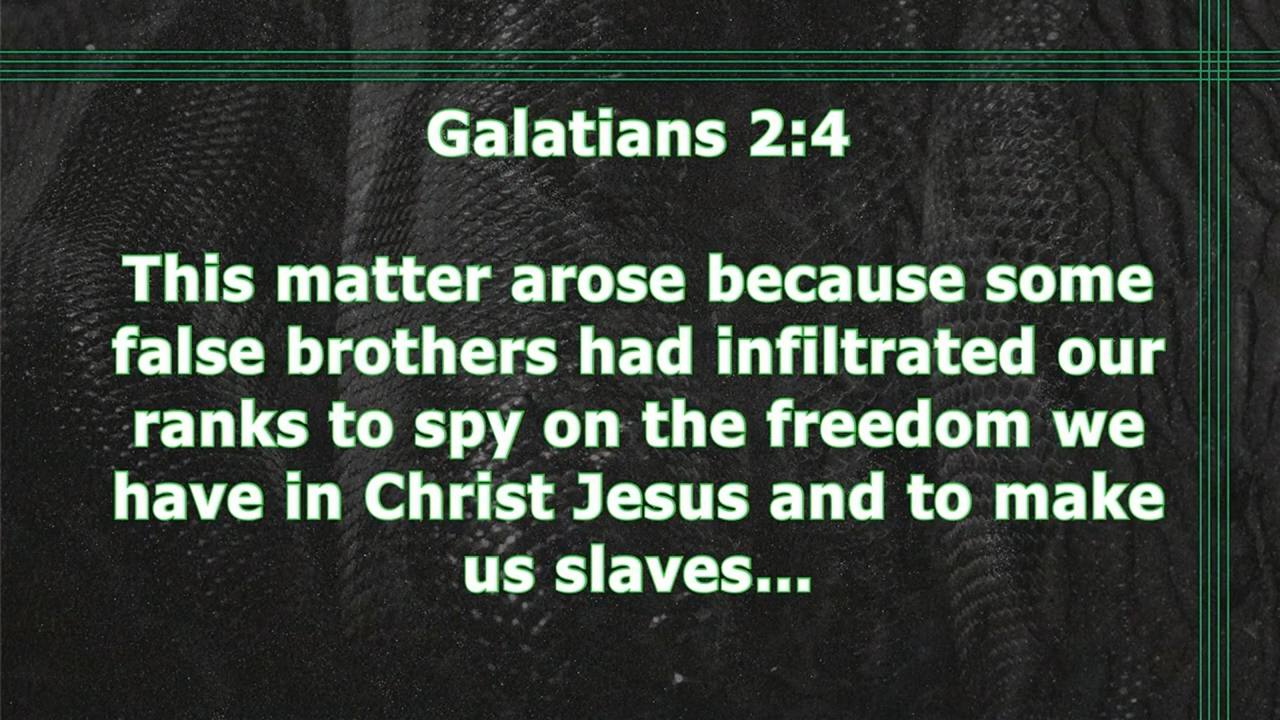 Galatians 2:4
This matter arose because some
false brothers had infiltrated our
ranks to spy on the freedom we
have in Christ Jesus and to make
us slaves...